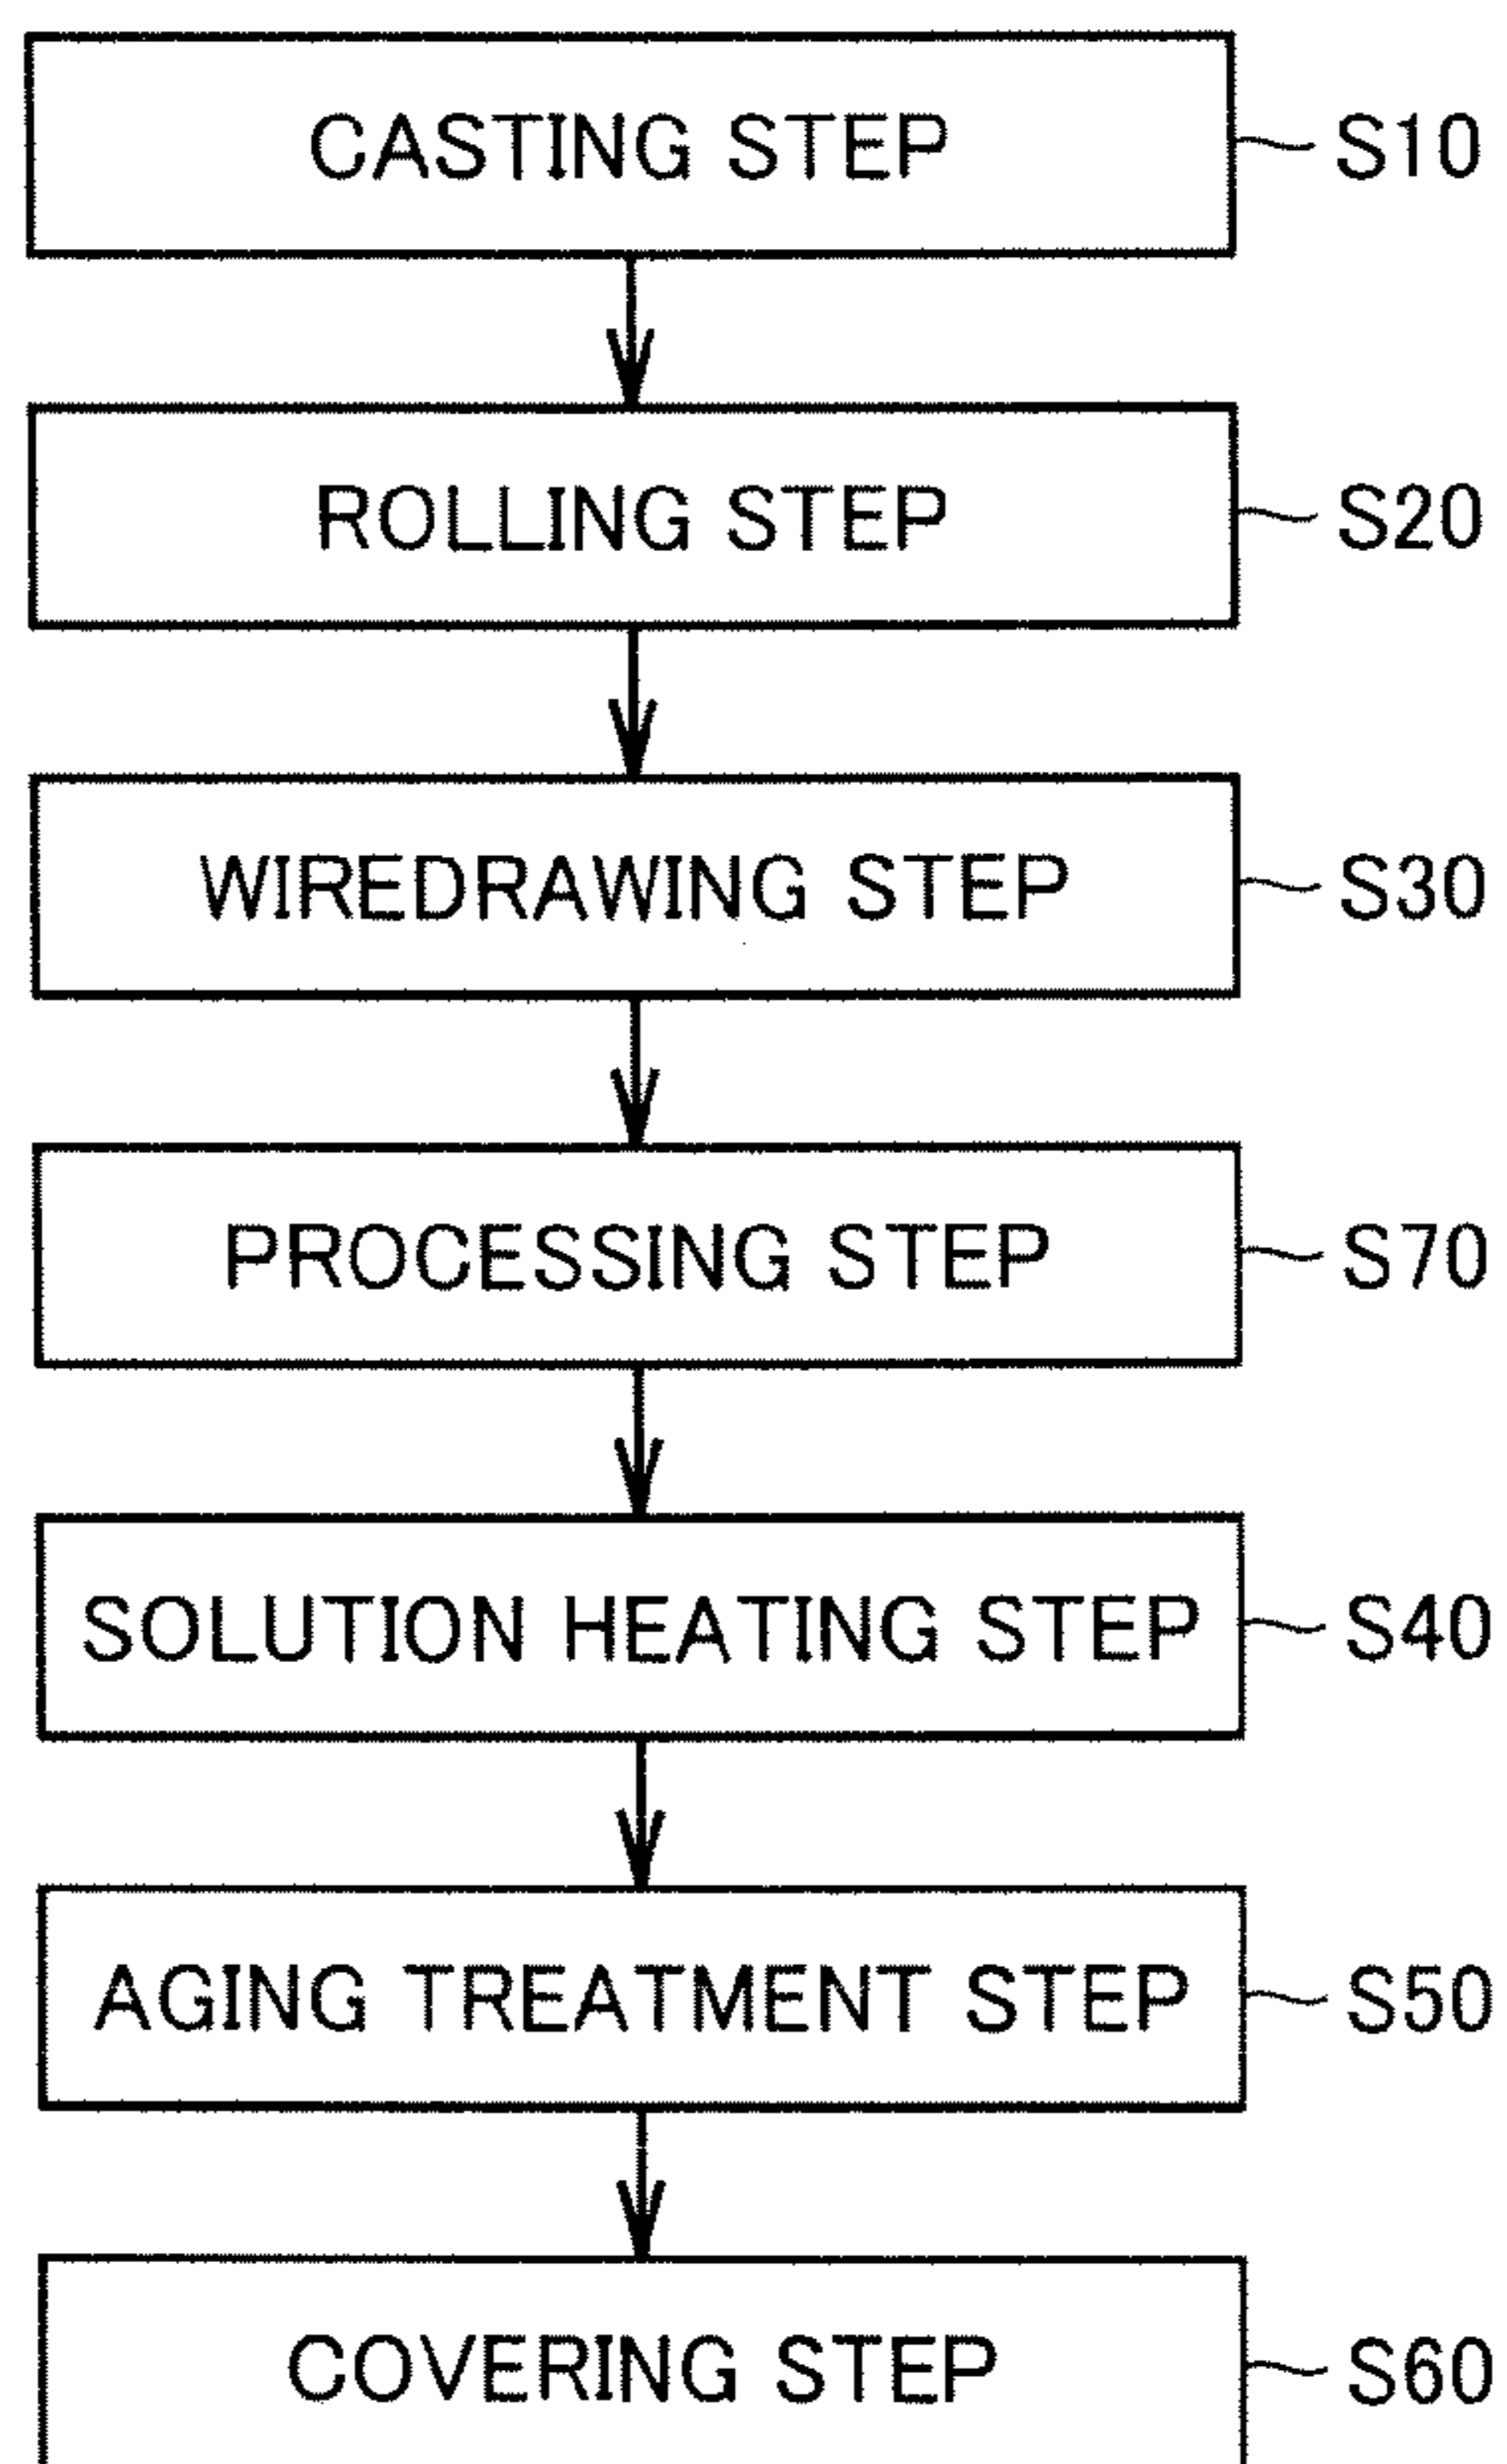 CASTING STEP S10
ROLLING STEP S20
WIREDRAWING STEP S30
PROCESSING STEP S70
SOLUTION HEATING STEP S40
AGING TREATMENT STEP S50
COVERING STEP S60